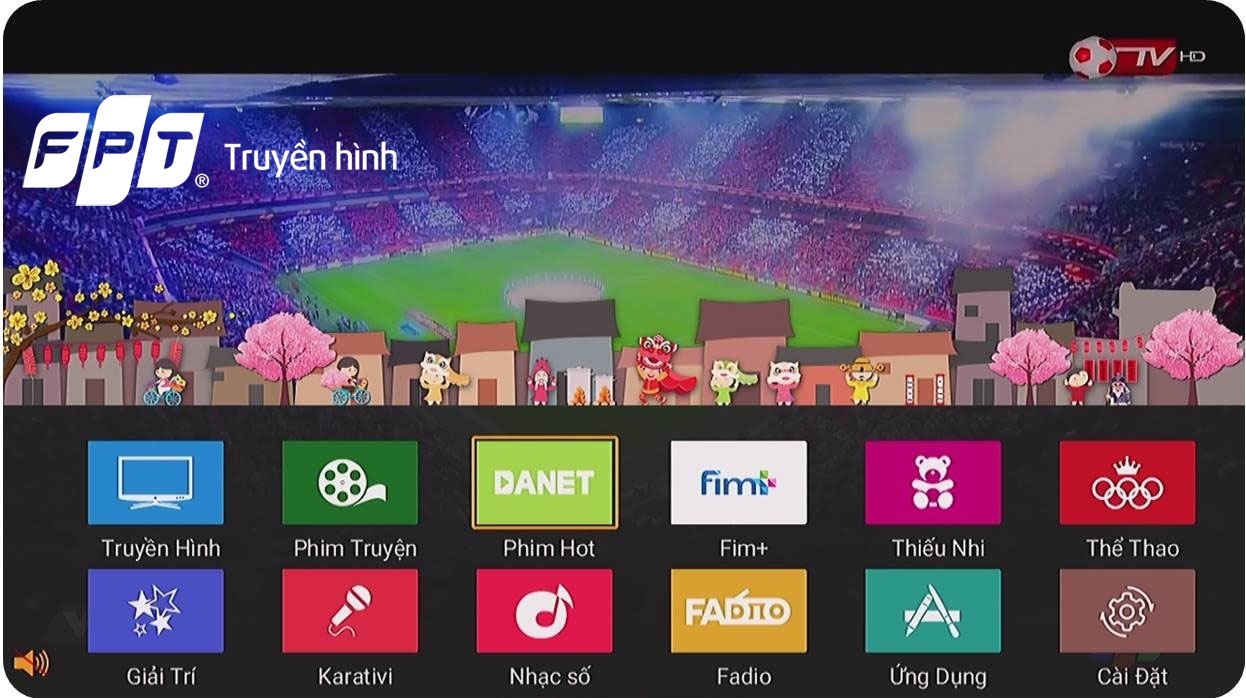 TV HD
FPT® Truyền hình
DANET
fim+
Truyền Hình
Phim Truyện
Phim Hot
Fim+
Thiếu Nhi
Thể Thao
FADIO
Giải Trí
Karativi
Nhạc số
Fadio
Ứng Dụng
Cài Đặt